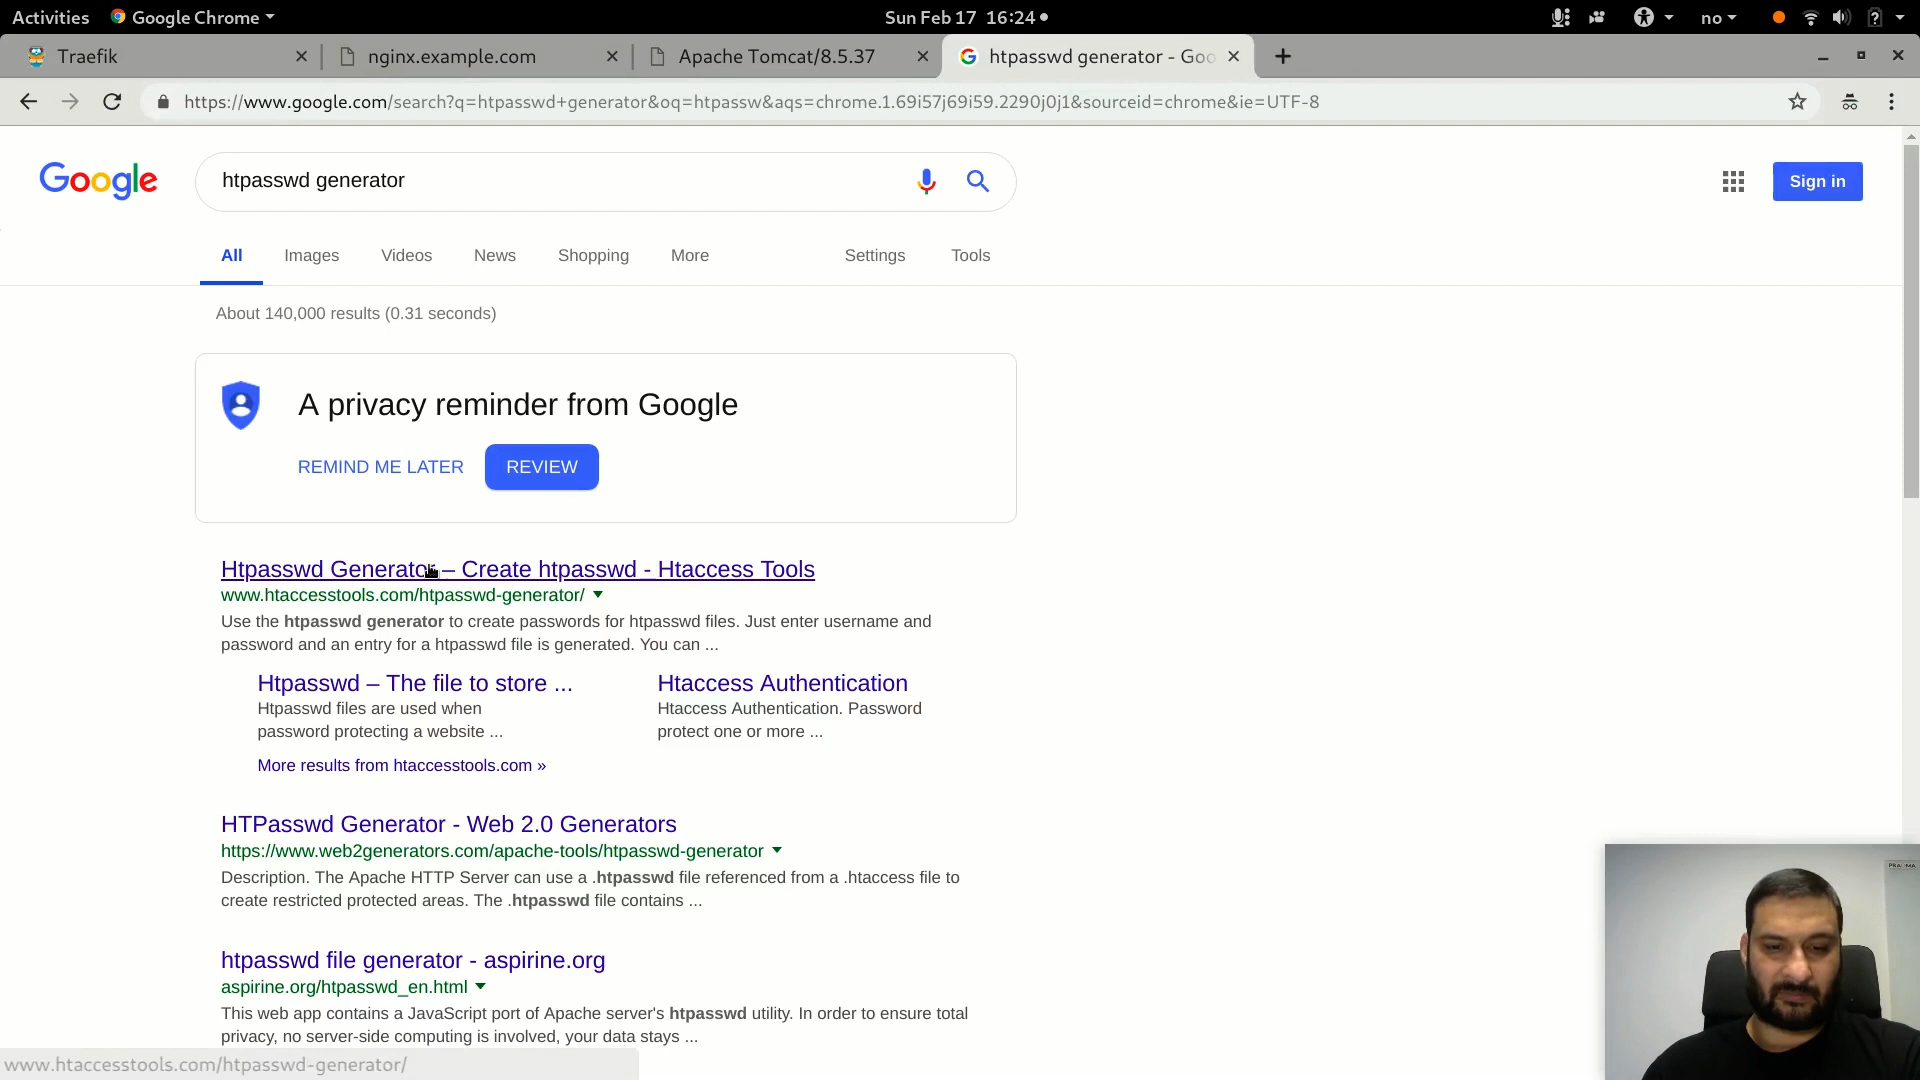 Activities Google Chrome Sun Feb 17 16:24 no
Traefik nginx.example.com Apache Tomcat/8.5.37 htpasswd generator - Goo
https://www.google.com/search?q=htpasswd+generator&oq=htpassw&aqs=chrome.1.69i57j69i59.2290j0j1&sourceid=chrome&ie=UTF-8
Google htpasswd generator Sign in
All Images Videos News Shopping More Settings Tools
About 140,000 results (0.31 seconds)
A privacy reminder from Google
REMIND ME LATER REVIEW
Htpasswd Generator – Create htpasswd - Htaccess Tools
www.htaccesstools.com/htpasswd-generator/
Use the htpasswd generator to create passwords for htpasswd files. Just enter username and
password and an entry for a htpasswd file is generated. You can ...
Htpasswd – The file to store ...
Htpasswd files are used when
password protecting a website ...
Htaccess Authentication
Htaccess Authentication. Password
protect one or more ...
More results from htaccesstools.com »
HTPasswd Generator - Web 2.0 Generators
https://www.web2generators.com/apache-tools/htpasswd-generator
Description. The Apache HTTP Server can use a .htpasswd file referenced from a .htaccess file to
create restricted protected areas. The .htpasswd file contains ...
htpasswd file generator - aspirine.org
aspirine.org/htpasswd_en.html
This web app contains a JavaScript port of Apache server's htpasswd utility. In order to ensure total
privacy, no server-side computing is involved, your data stays ...
www.htaccesstools.com/htpasswd-generator/